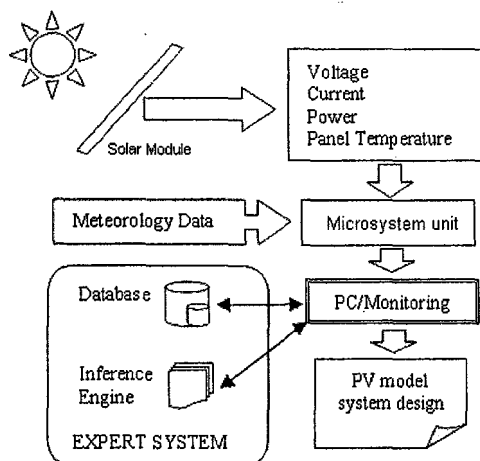 Voltage
Current
Power
Panel Temperature
Solar Module
Meteorology Data
Microsystem unit
Database
PC/Monitoring
Inference
Engine
PV model
system design
EXPERT SYSTEM